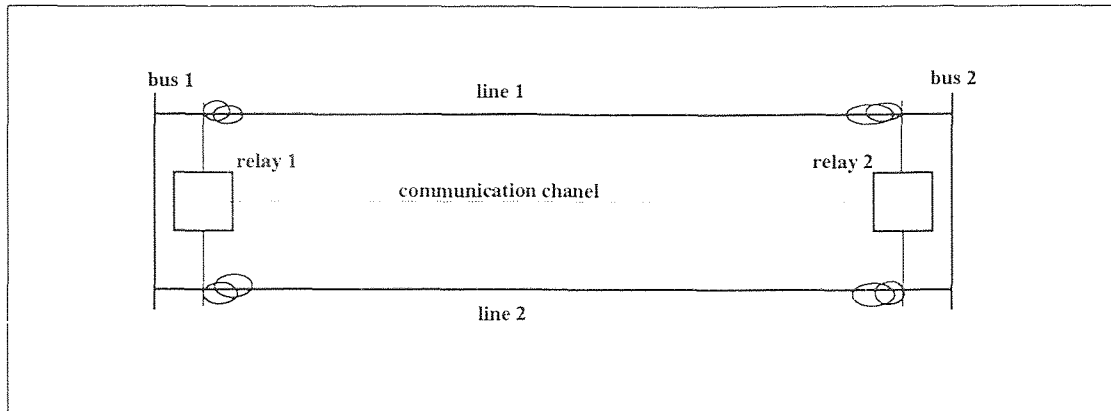 bus 1
bus 2
line 1
relay 1
relay 2
communication chanel
line 2